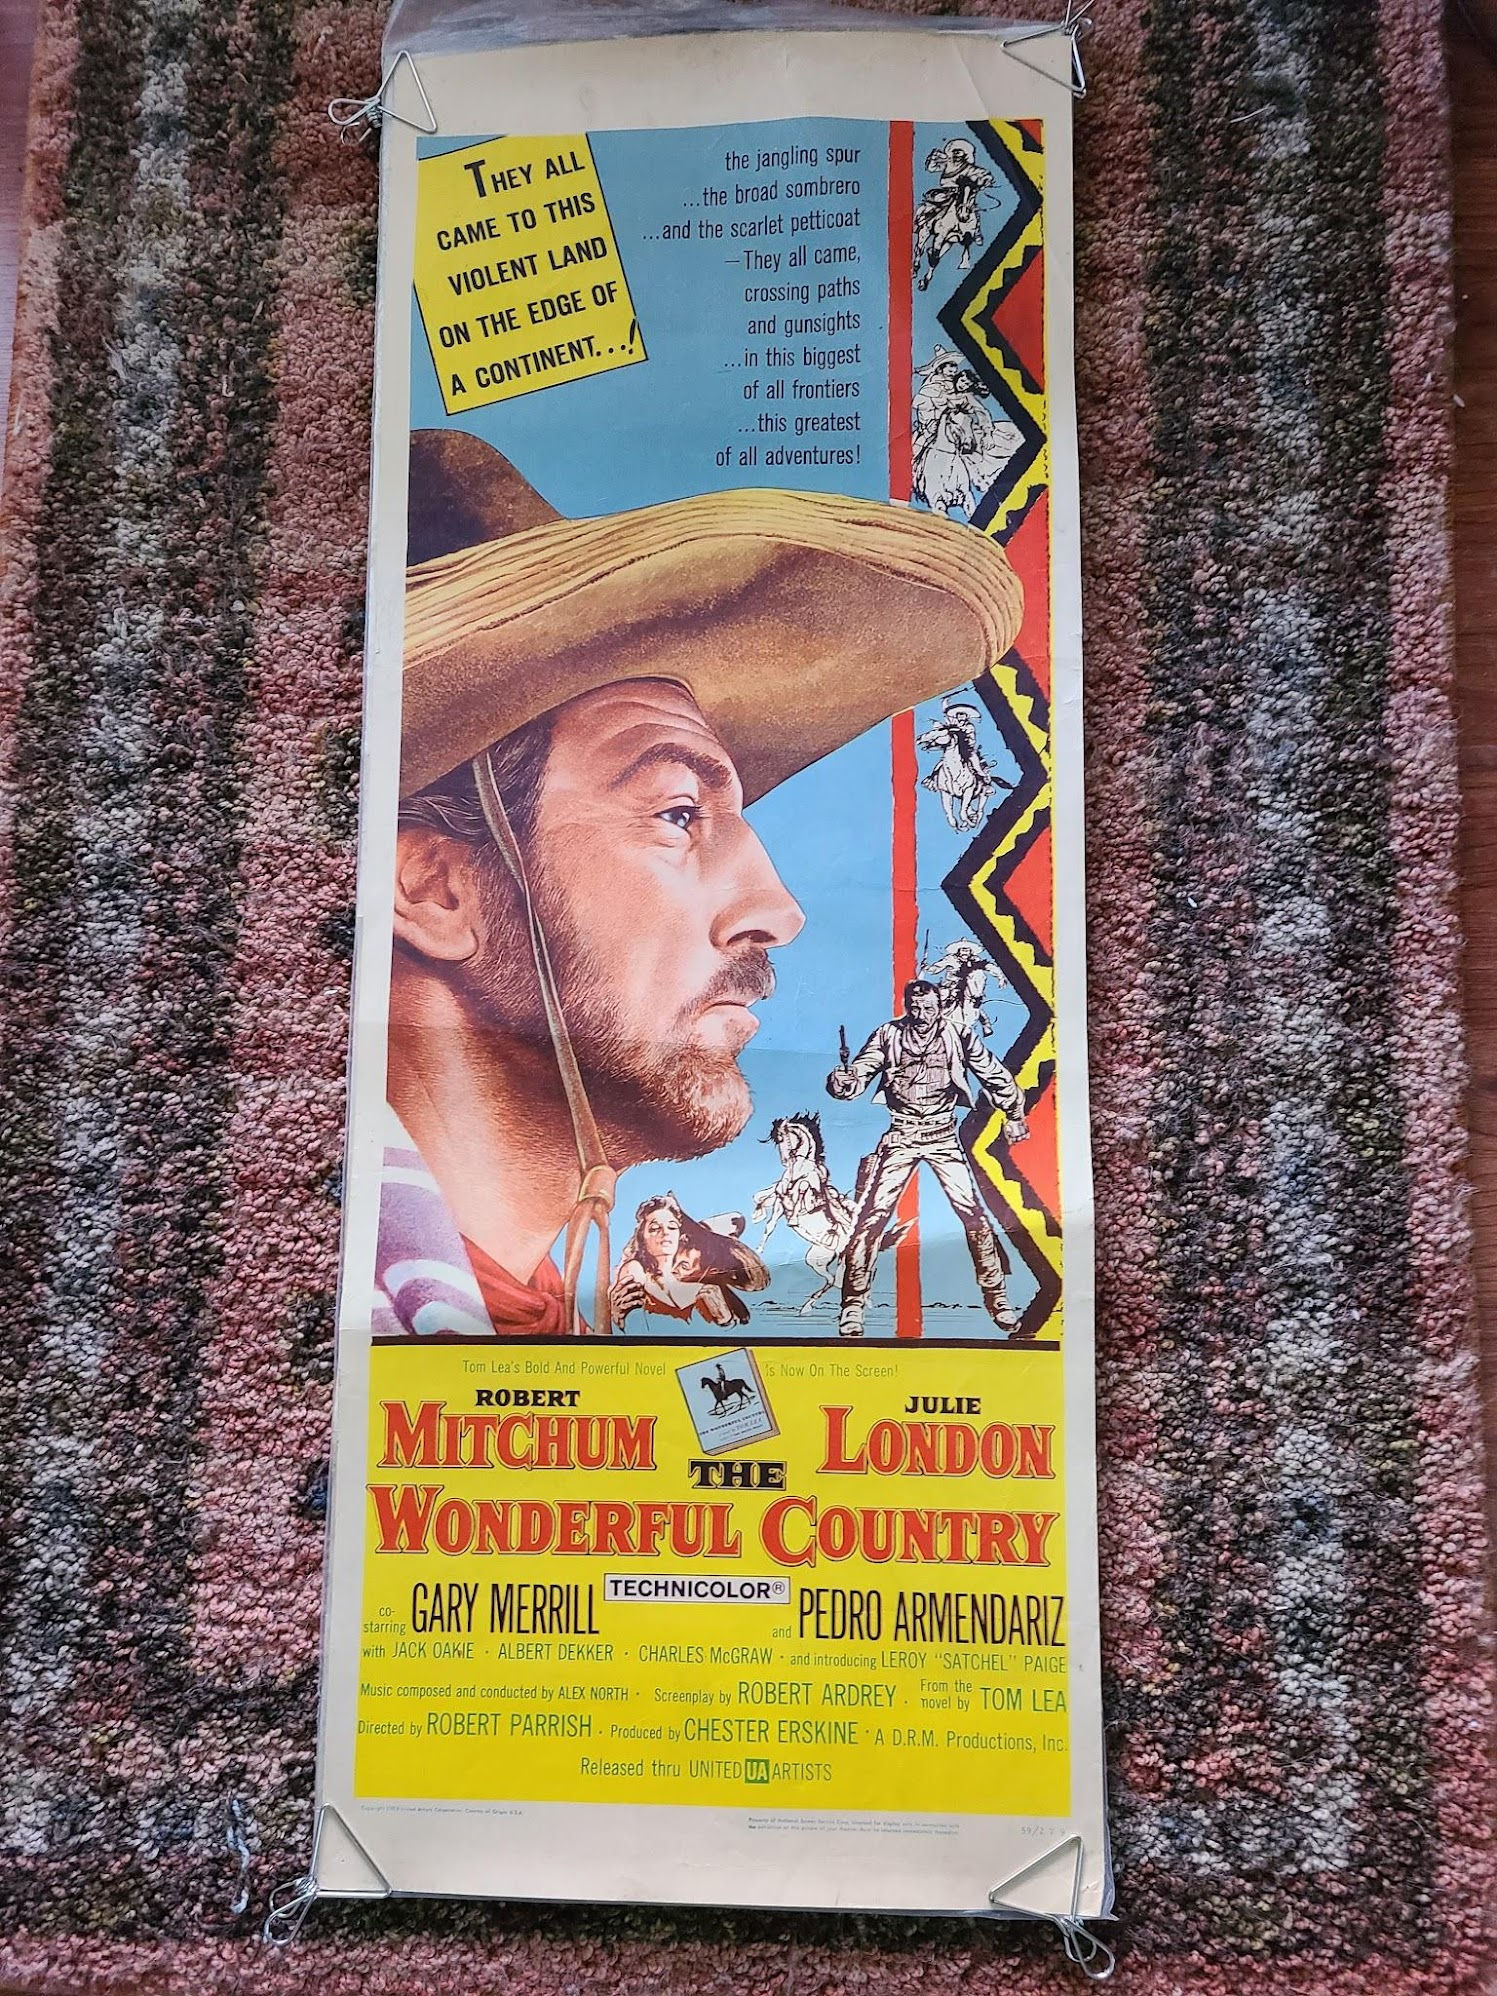 THEY ALL
CAME TO THIS
VIOLENT LAND
ON THE EDGE OF
A CONTINENT...!
the jangling spur
...the broad sombrero
...and the scarlet petticoat
—They all came,
crossing paths
and gunsights
...in this biggest
of all frontiers
...this greatest
of all adventures!
Tom Lea's Bold And Powerful Novel Is Now On The Screen!
ROBERT
MITCHUM
JULIE
LONDON
THE
WONDERFUL COUNTRY
TECHNICOLOR®
co-starring GARY MERRILL and PEDRO ARMENDARIZ
with JACK OAKIE · ALBERT DEKKER · CHARLES McGRAW · and introducing LEROY "SATCHEL" PAIGE
Music composed and conducted by ALEX NORTH · Screenplay by ROBERT ARDREY · From the novel by TOM LEA
Directed by ROBERT PARRISH · Produced by CHESTER ERSKINE · A D.R.M. Productions, Inc.
Released thru UNITED UA ARTISTS
59/279